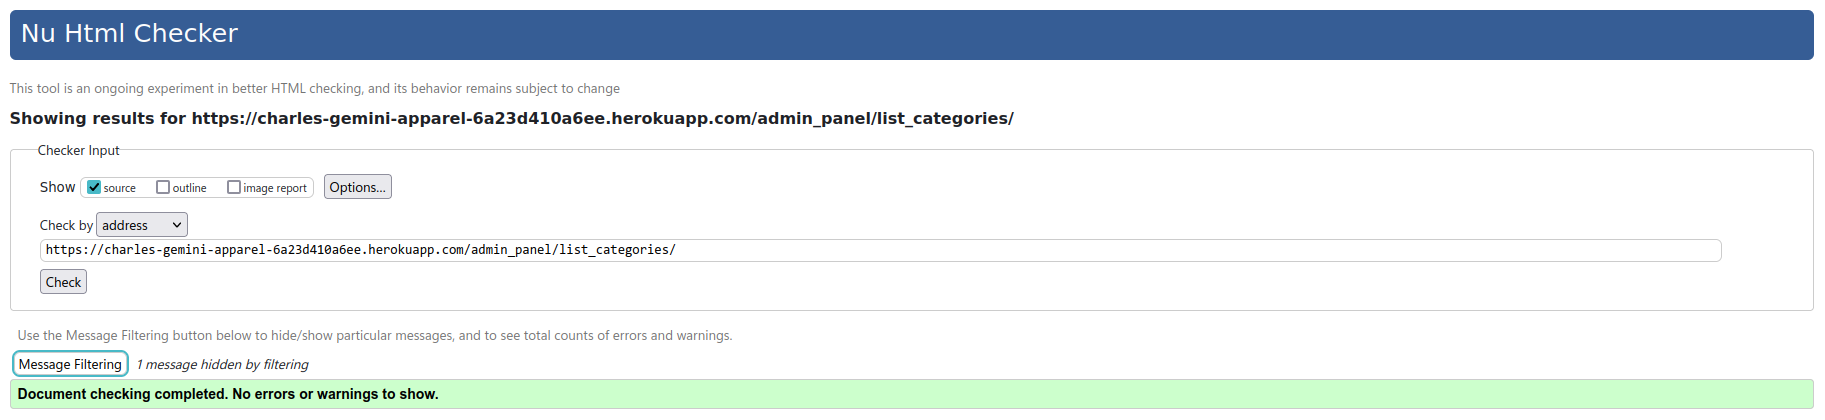 Nu Html Checker
This tool is an ongoing experiment in better HTML checking, and its behavior remains subject to change
Showing results for https://charles-gemini-apparel-6a23d410a6ee.herokuapp.com/admin_panel/list_categories/
Checker Input
Show source outline image report Options...
Check by address
https://charles-gemini-apparel-6a23d410a6ee.herokuapp.com/admin_panel/list_categories/
Check
Use the Message Filtering button below to hide/show particular messages, and to see total counts of errors and warnings.
Message Filtering 1 message hidden by filtering
Document checking completed. No errors or warnings to show.